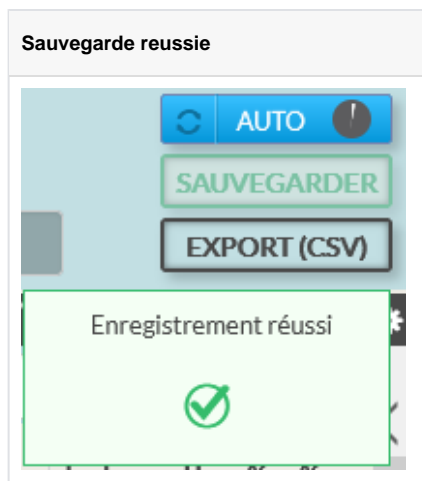 Sauvegarde reussie
AUTO
SAUVEGARDER
EXPORT (CSV)
Enregistrement réussi